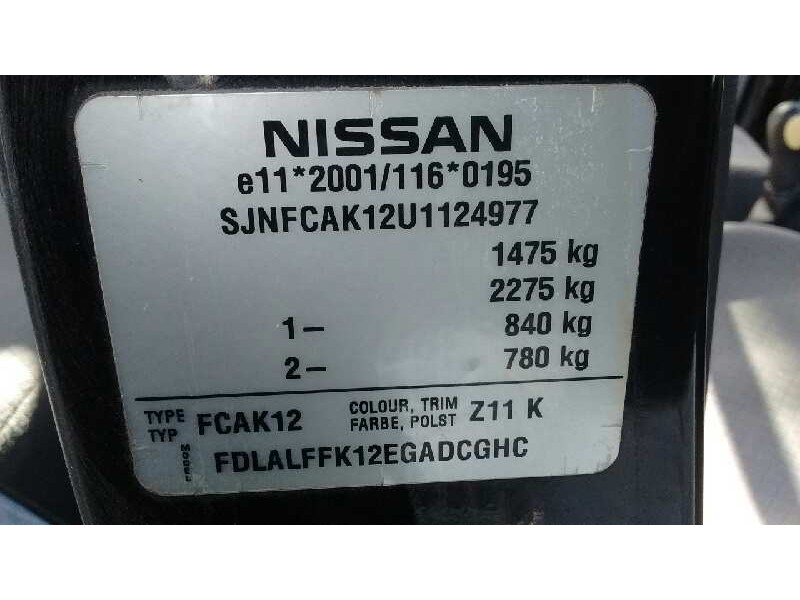 NISSAN
e11*2001/116*0195
SJNFCAK12U1124977
1475 kg
2275 kg
1– 840 kg
2– 780 kg
TYPE FCAK12 COLOUR, TRIM Z11 K
TYP FARBE, POLST
MODEL FDLALFFK12EGADCGHC